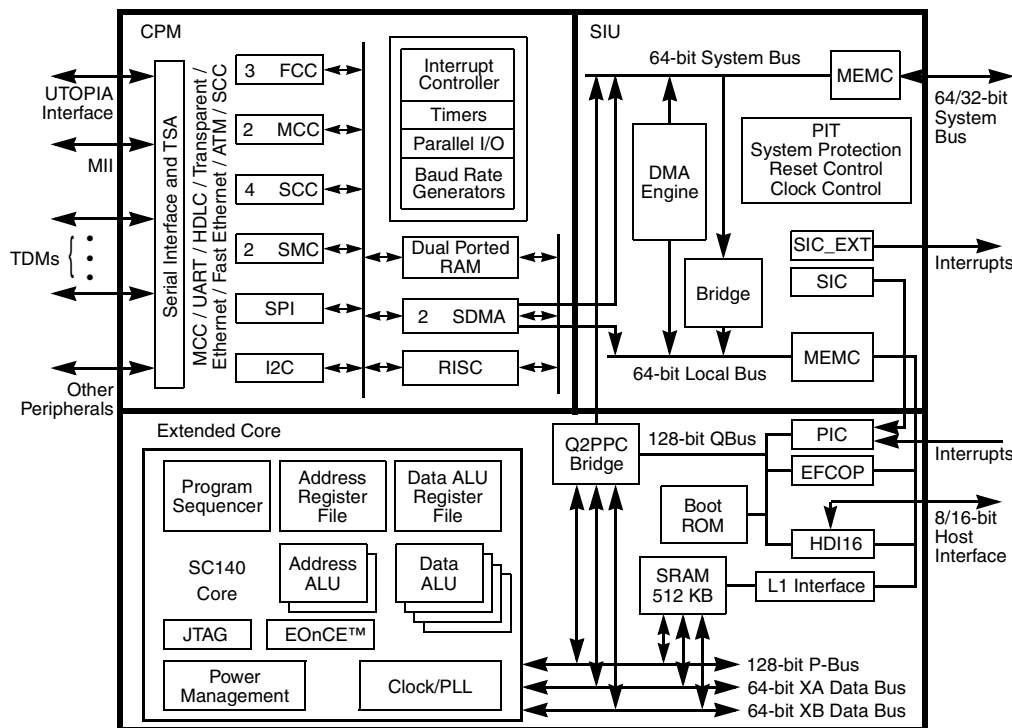 CPM
SIU
UTOPIA
Interface
MII
TDMs
Other
Peripherals
Serial Interface and TSA
MCC / UART / HDLC / Transparent /
Ethernet / Fast Ethernet / ATM / SCC
3 FCC
2 MCC
4 SCC
2 SMC
SPI
I2C
Interrupt
Controller
Timers
Parallel I/O
Baud Rate
Generators
Dual Ported
RAM
2 SDMA
RISC
64-bit System Bus
MEMC
64/32-bit
System
Bus
PIT
System Protection
Reset Control
Clock Control
DMA
Engine
Bridge
SIC_EXT
Interrupts
SIC
MEMC
64-bit Local Bus
Extended Core
Program
Sequencer
Address
Register
File
Data ALU
Register
File
SC140
Core
Address
ALU
Data
ALU
JTAG
EOnCE™
Power
Management
Clock/PLL
Q2PPC
Bridge
128-bit QBus
PIC
Interrupts
EFCOP
Boot
ROM
HDI16
8/16-bit
Host
Interface
SRAM
512 KB
L1 Interface
128-bit P-Bus
64-bit XA Data Bus
64-bit XB Data Bus